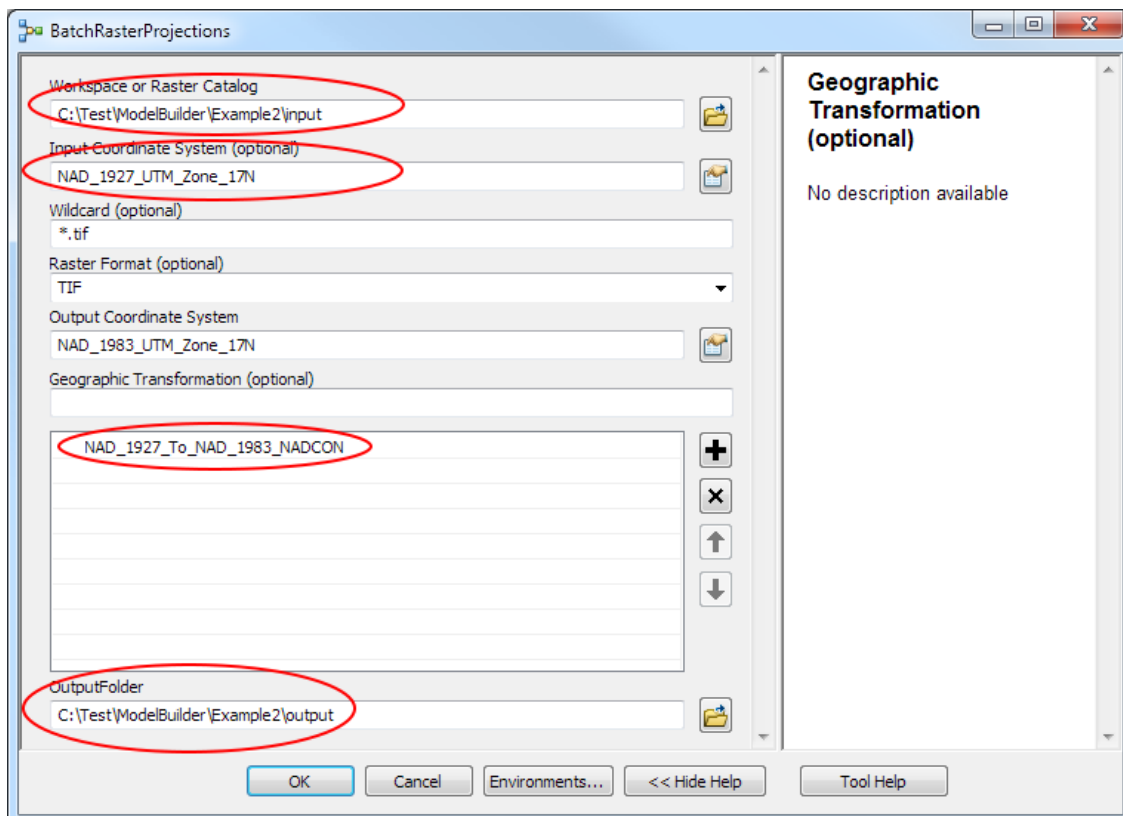 BatchRasterProjections
Workspace or Raster Catalog
C:\Test\ModelBuilder\Example2\input
Input Coordinate System (optional)
NAD_1927_UTM_Zone_17N
Wildcard (optional)
*.tif
Raster Format (optional)
TIF
Output Coordinate System
NAD_1983_UTM_Zone_17N
Geographic Transformation (optional)
NAD_1927_To_NAD_1983_NADCON
OutputFolder
C:\Test\ModelBuilder\Example2\output
OK
Cancel
Environments...
<< Hide Help
Tool Help
Geographic
Transformation
(optional)
No description available